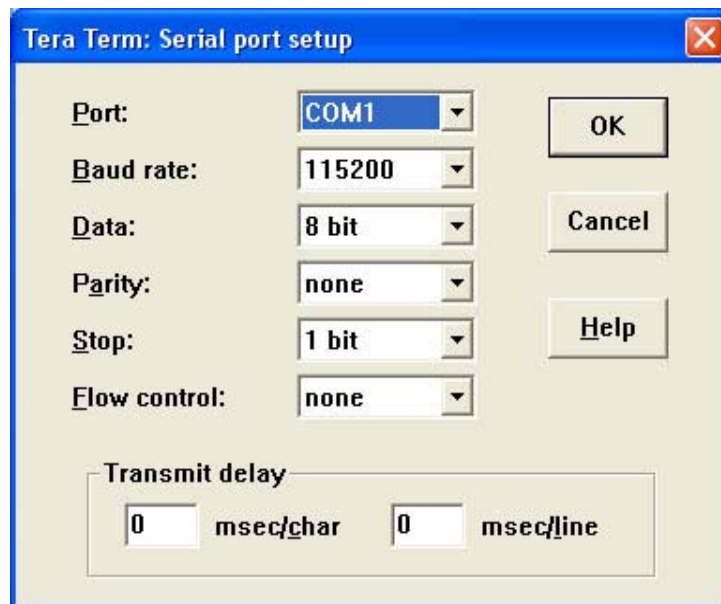 Tera Term: Serial port setup
Port: COM1 OK
Baud rate: 115200
Data: 8 bit Cancel
Parity: none
Stop: 1 bit Help
Flow control: none
Transmit delay
0 msec/char 0 msec/line